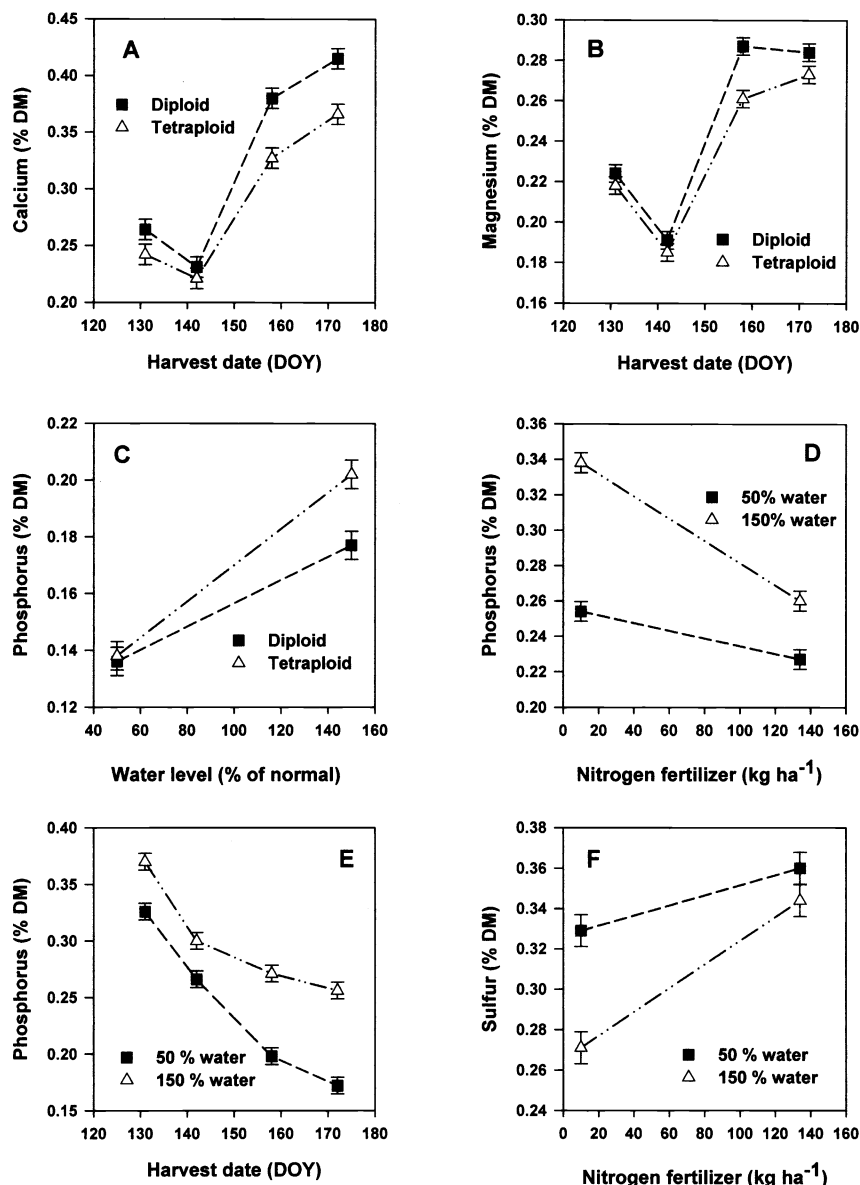 A
Calcium (% DM)
0.45
0.40
0.35
0.30
0.25
0.20
Diploid
Tetraploid
120 130 140 150 160 170 180
Harvest date (DOY)
B
Magnesium (% DM)
0.30
0.28
0.26
0.24
0.22
0.20
0.18
0.16
Diploid
Tetraploid
120 130 140 150 160 170 180
Harvest date (DOY)
C
Phosphorus (% DM)
0.22
0.20
0.18
0.16
0.14
0.12
Diploid
Tetraploid
40 60 80 100 120 140 160
Water level (% of normal)
D
Phosphorus (% DM)
0.36
0.34
0.32
0.30
0.28
0.26
0.24
0.22
0.20
50% water
150% water
0 20 40 60 80 100 120 140 160
Nitrogen fertilizer (kg ha⁻¹)
E
Phosphorus (% DM)
0.40
0.35
0.30
0.25
0.20
0.15
50 % water
150 % water
120 130 140 150 160 170 180
Harvest date (DOY)
F
Sulfur (% DM)
0.38
0.36
0.34
0.32
0.30
0.28
0.26
0.24
50 % water
150 % water
0 20 40 60 80 100 120 140 160
Nitrogen fertilizer (kg ha⁻¹)